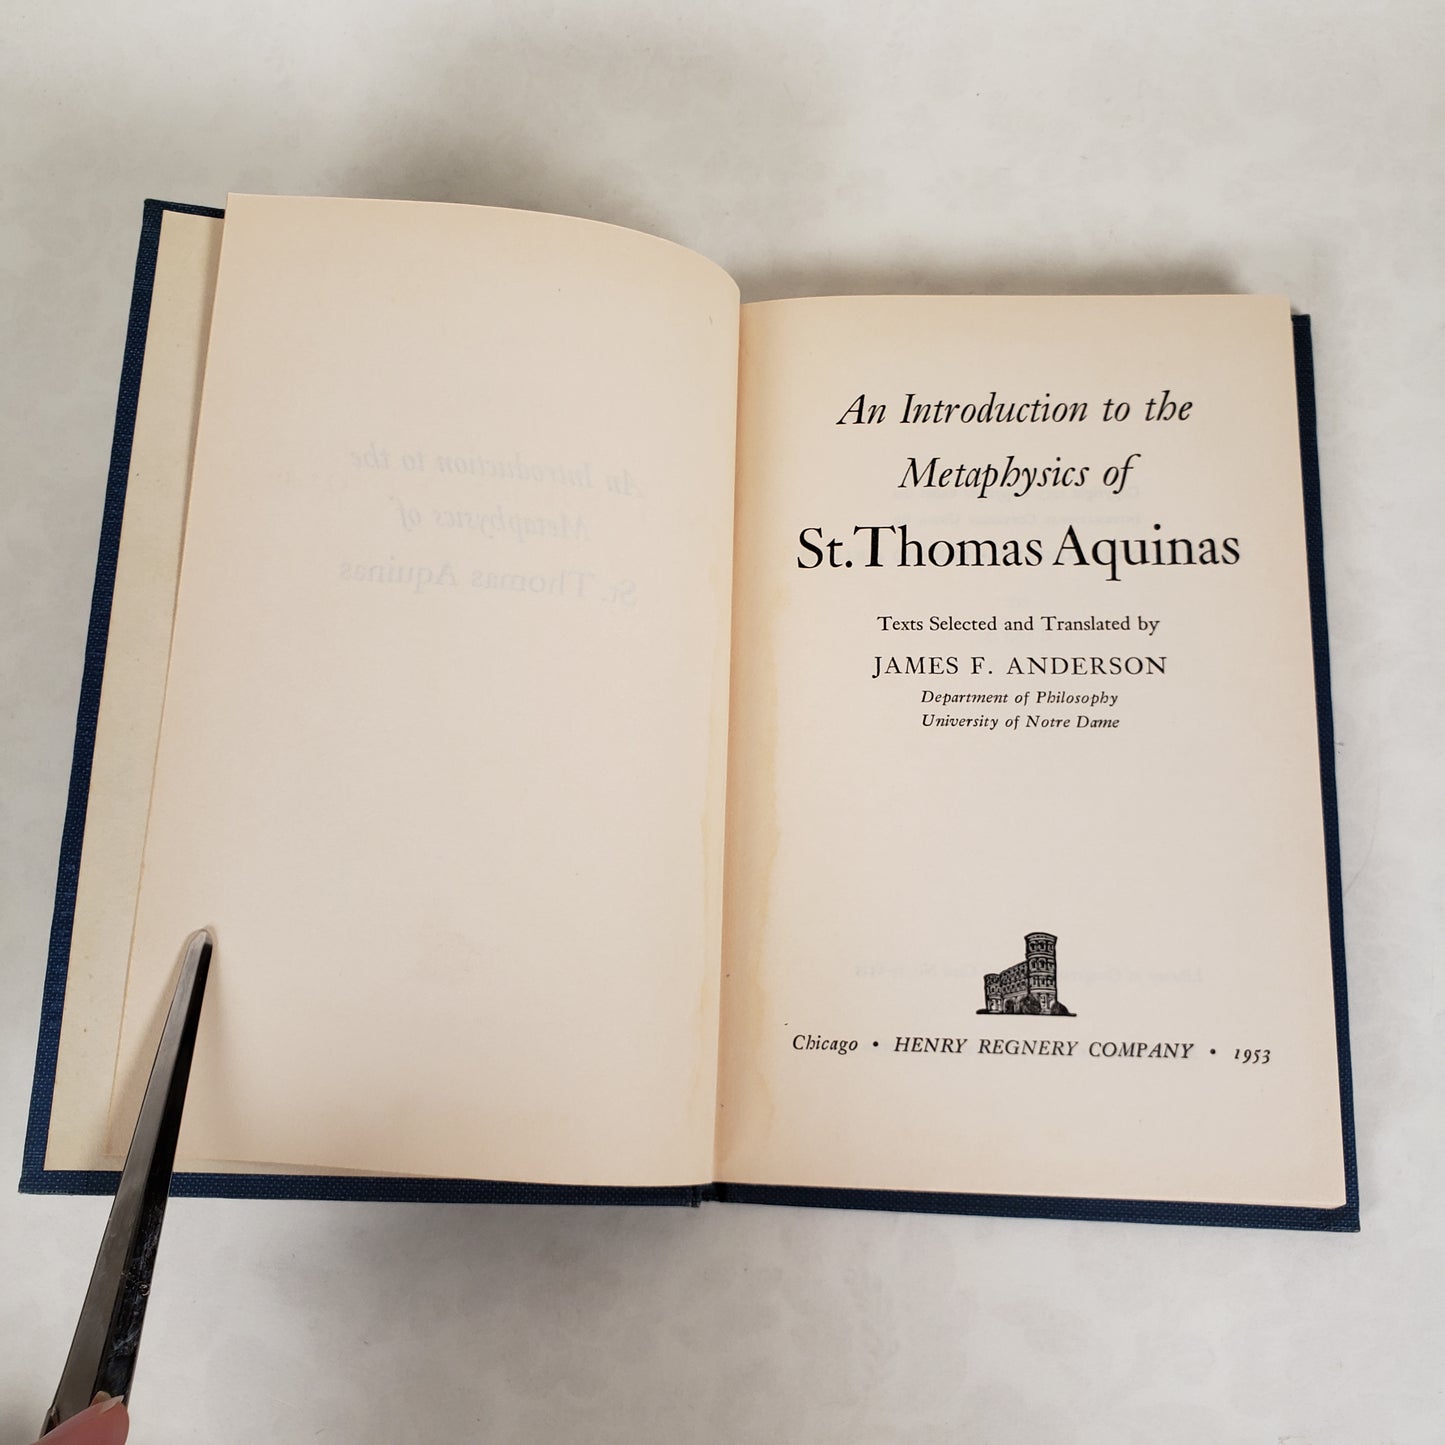 An Introduction to the
Metaphysics of
St. Thomas Aquinas
Texts Selected and Translated by
JAMES F. ANDERSON
Department of Philosophy
University of Notre Dame
Chicago • HENRY REGNERY COMPANY • 1953